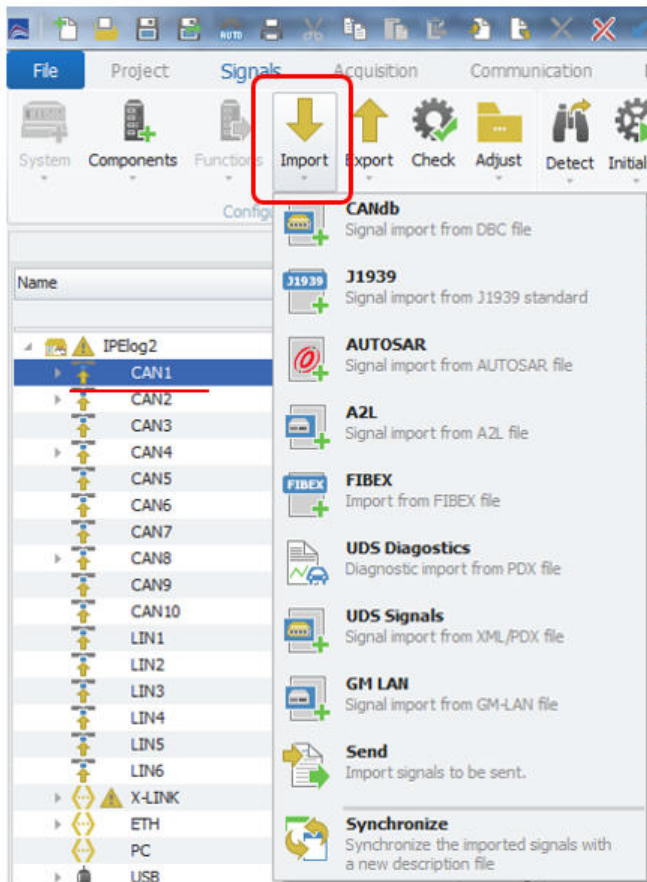 AUTO
File Project Signals Acquisition Communication
System Components Functions Import Export Check Adjust Detect Initial
Config
Name
IPElog2
CAN1
CAN2
CAN3
CAN4
CAN5
CAN6
CAN7
CAN8
CAN9
CAN10
LIN1
LIN2
LIN3
LIN4
LIN5
LIN6
X-LINK
ETH
PC
USB
CANdb
Signal import from DBC file
J1939
J1939
Signal import from J1939 standard
AUTOSAR
Signal import from AUTOSAR file
A2L
Signal import from A2L file
FIBEX
FIBEX
Import from FIBEX file
UDS Diagostics
Diagnostic import from PDX file
UDS Signals
Signal import from XML/PDX file
GM LAN
Signal import from GM-LAN file
Send
Import signals to be sent.
Synchronize
Synchronize the imported signals with
a new description file